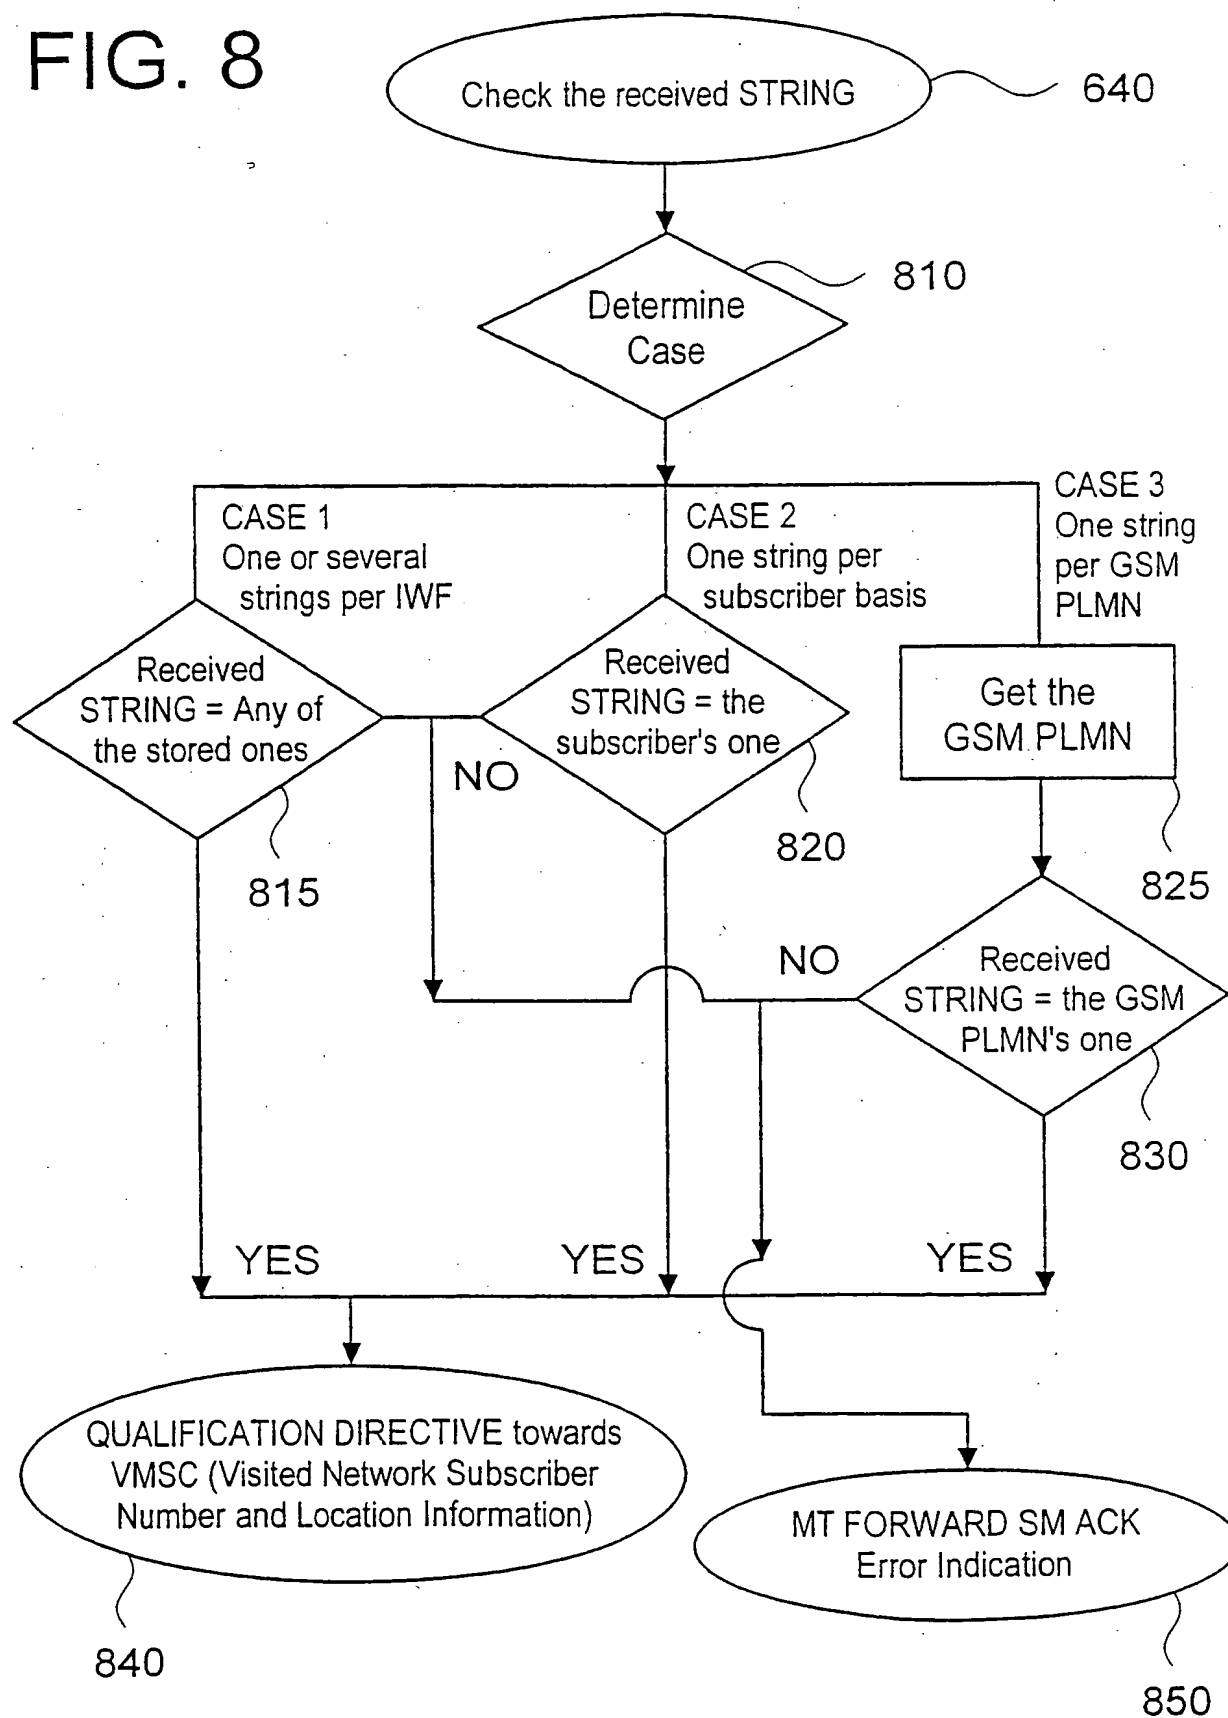 FIG. 8
Check the received STRING
640
Determine
Case
810
CASE 1
One or several
strings per IWF
CASE 2
One string per
subscriber basis
CASE 3
One string
per GSM
PLMN
Received
STRING = Any of
the stored ones
815
NO
Received
STRING = the
subscriber's one
820
Get the
GSM PLMN
825
NO
Received
STRING = the GSM
PLMN's one
830
YES
YES
YES
QUALIFICATION DIRECTIVE towards
VMSC (Visited Network Subscriber
Number and Location Information)
840
MT FORWARD SM ACK
Error Indication
850